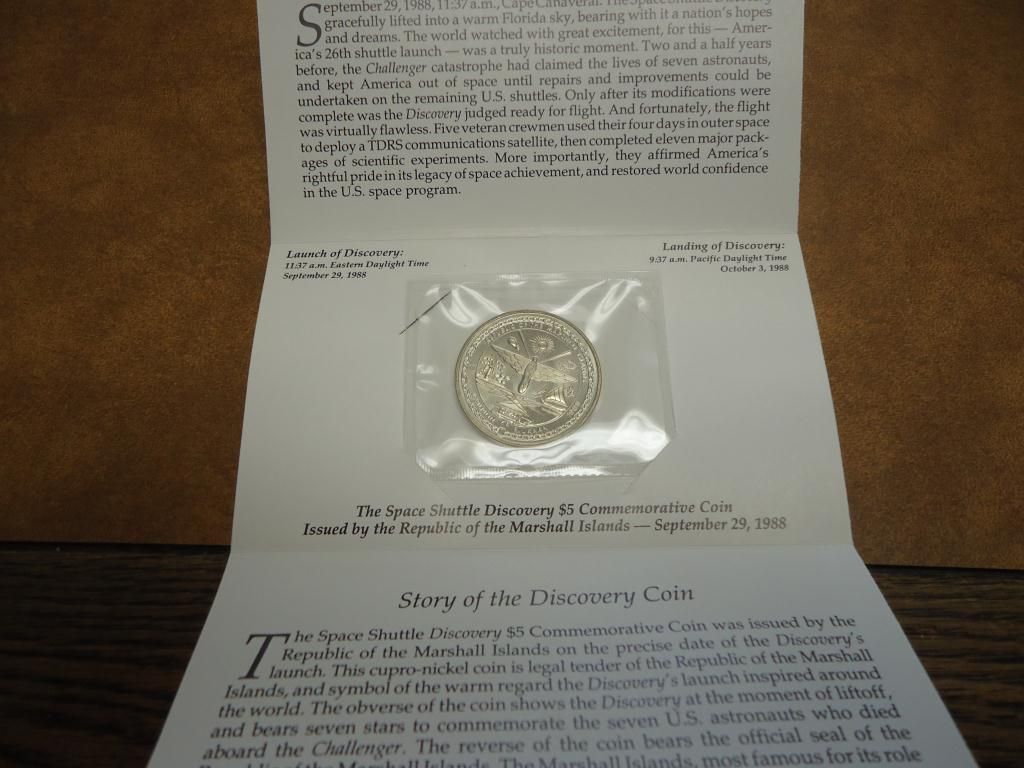 September 29, 1988, 11:37 a.m., Cape Canaveral. The Space Shuttle Discovery
gracefully lifted into a warm Florida sky, bearing with it a nation's hopes
and dreams. The world watched with great excitement, for this — Amer-
ica's 26th shuttle launch — was a truly historic moment. Two and a half years
before, the Challenger catastrophe had claimed the lives of seven astronauts,
and kept America out of space until repairs and improvements could be
undertaken on the remaining U.S. shuttles. Only after its modifications were
complete was the Discovery judged ready for flight. And fortunately, the flight
was virtually flawless. Five veteran crewmen used their four days in outer space
to deploy a TDRS communications satellite, then completed eleven major pack-
ages of scientific experiments. More importantly, they affirmed America's
rightful pride in its legacy of space achievement, and restored world confidence
in the U.S. space program.
Launch of Discovery:
11:37 a.m. Eastern Daylight Time
September 29, 1988
Landing of Discovery:
9:37 a.m. Pacific Daylight Time
October 3, 1988
The Space Shuttle Discovery $5 Commemorative Coin
Issued by the Republic of the Marshall Islands — September 29, 1988
Story of the Discovery Coin
The Space Shuttle Discovery $5 Commemorative Coin was issued by the
Republic of the Marshall Islands on the precise date of the Discovery's
launch. This cupro-nickel coin is legal tender of the Republic of the Marshall
Islands, and symbol of the warm regard the Discovery's launch inspired around
the world. The obverse of the coin shows the Discovery at the moment of liftoff,
and bears seven stars to commemorate the seven U.S. astronauts who died
aboard the Challenger. The reverse of the coin bears the official seal of the
Republic of the Marshall Islands. The Marshall Islands, most famous for its role